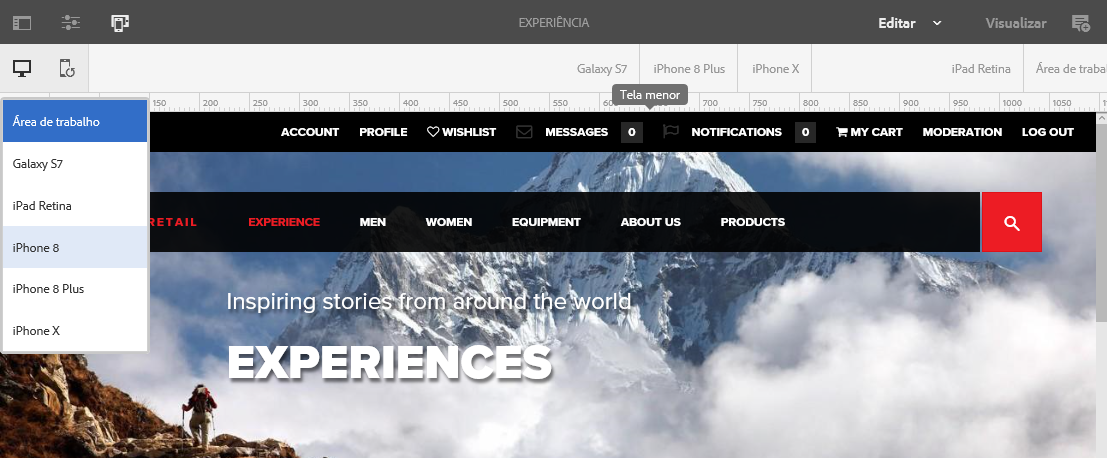 EXPERIÊNCIA
Editar
Visualizar
Galaxy S7
iPhone 8 Plus
iPhone X
iPad Retina
Área de traba
150 200 250 300 350 400 450 500 550 600 700 750 800 850 900 950 1000 1050
Tela menor
Área de trabalho
Galaxy S7
iPad Retina
iPhone 8
iPhone 8 Plus
iPhone X
ACCOUNT PROFILE WISHLIST MESSAGES 0 NOTIFICATIONS 0 MY CART MODERATION LOG OUT
RETAIL EXPERIENCE MEN WOMEN EQUIPMENT ABOUT US PRODUCTS
Inspiring stories from around the world
EXPERIENCES